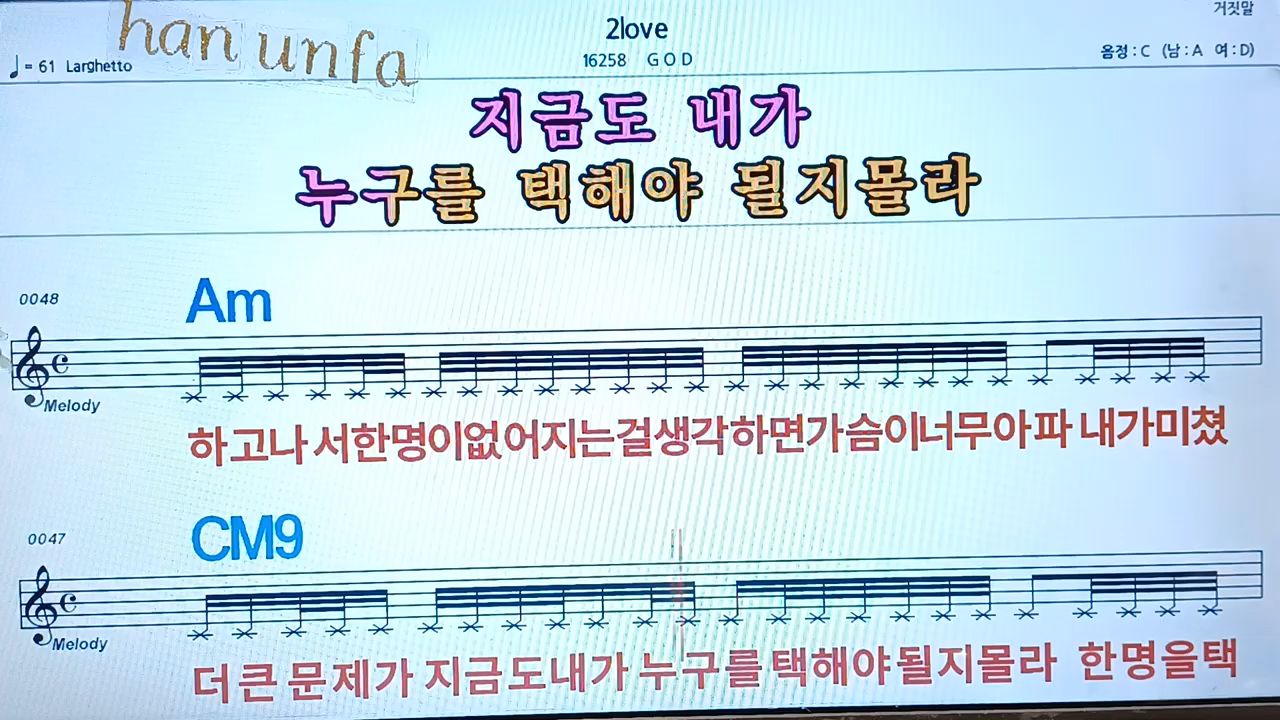 han unfa
2love
거짓말
♩= 61 Larghetto
16258 G O D
음정 : C (남 : A 여 : D)
지금도 내가
누구를 택해야 될지몰라
Am
0048
Melody
하고나 서한명이없어지는걸생각하면가슴이너무아파 내가미쳤
CM9
0047
Melody
더큰문제가 지금도내가 누구를택해야될지몰라 한명을택